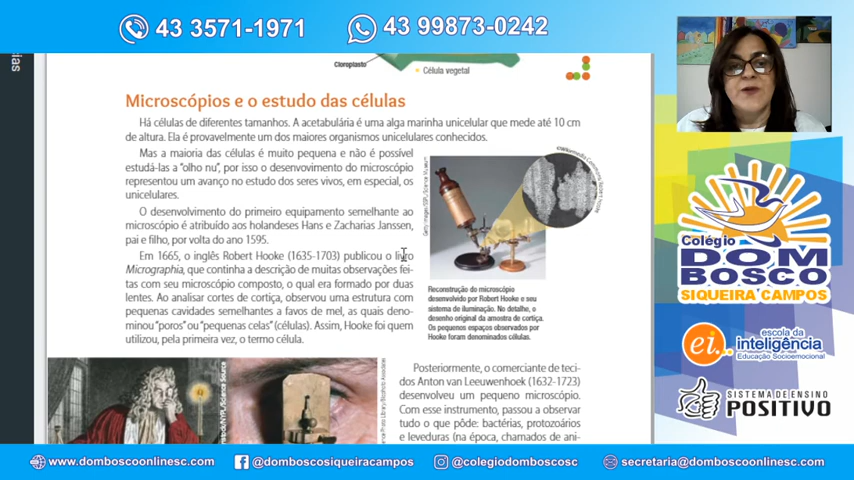 43 3571-1971
43 99873-0242
ias
Cloroplasto
Célula vegetal
Microscópios e o estudo das células
Há células de diferentes tamanhos. A acetabulária é uma alga marinha unicelular que mede até 10 cm
de altura. Ela é provavelmente um dos maiores organismos unicelulares conhecidos.
Mas a maioria das células é muito pequena e não é possível
estudá-las a "olho nu", por isso o desenvovimento do microscópio
representou um avanço no estudo dos seres vivos, em especial, os
unicelulares.
O desenvolvimento do primeiro equipamento semelhante ao
microscópio é atribuído aos holandeses Hans e Zacharias Janssen,
pai e filho, por volta do ano 1595.
Em 1665, o inglês Robert Hooke (1635-1703) publicou o livro
Micrographia, que continha a descrição de muitas observações fei-
tas com seu microscópio composto, o qual era formado por duas
lentes. Ao analisar cortes de cortiça, observou uma estrutura com
pequenas cavidades semelhantes a favos de mel, as quais deno-
minou "poros" ou "pequenas celas" (células). Assim, Hooke foi quem
utilizou, pela primeira vez, o termo célula.
Getty Images/SSPL/Science Museum
Reconstrução do microscópio
desenvolvido por Robert Hooke e seu
sistema de iluminação. No detalhe, o
desenho original da amostra de cortiça.
Os pequenos espaços observados por
Hooke foram denominados células.
Posteriormente, o comerciante de teci-
dos Anton van Leeuwenhoek (1632-1723)
desenvolveu um pequeno microscópio.
Com esse instrumento, passou a observar
tudo o que pôde: bactérias, protozoários
e leveduras (na época, chamados de ani-
Colégio
DOM
BOSCO
SIQUEIRA CAMPOS
ei.
escola da
inteligência
Educação Socioemocional
SISTEMA DE ENSINO
POSITIVO
www.domboscoonlinesc.com
@domboscosiqueiracampos
@colegiodomboscosc
secretaria@domboscoonlinesc.com